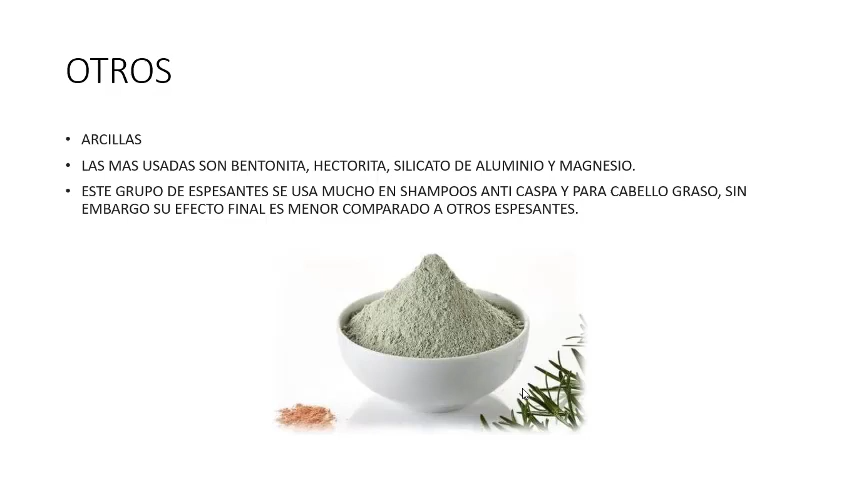 OTROS
• ARCILLAS
• LAS MAS USADAS SON BENTONITA, HECTORITA, SILICATO DE ALUMINIO Y MAGNESIO.
• ESTE GRUPO DE ESPESANTES SE USA MUCHO EN SHAMPOOS ANTI CASPA Y PARA CABELLO GRASO, SIN
EMBARGO SU EFECTO FINAL ES MENOR COMPARADO A OTROS ESPESANTES.